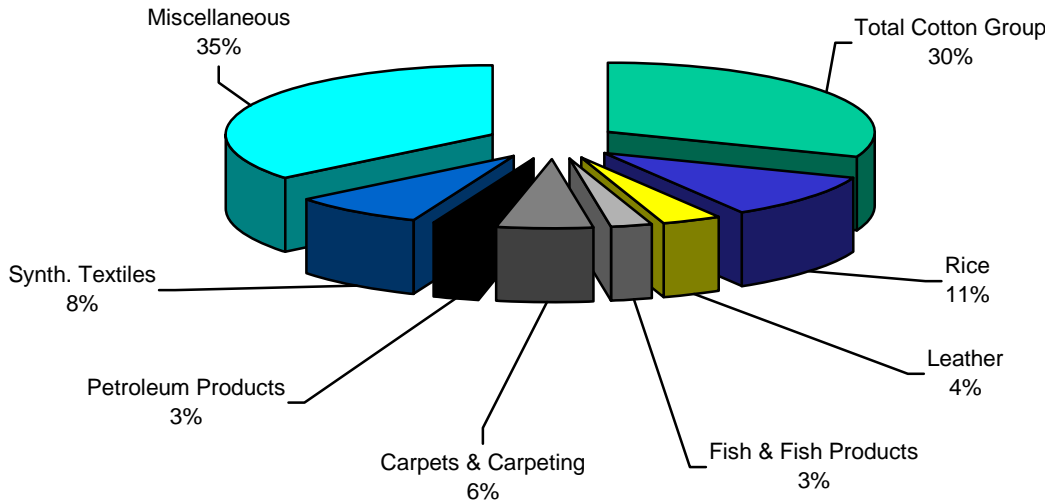 Miscellaneous
35%
Total Cotton Group
30%
Rice
11%
Leather
4%
Fish & Fish Products
3%
Carpets & Carpeting
6%
Petroleum Products
3%
Synth. Textiles
8%